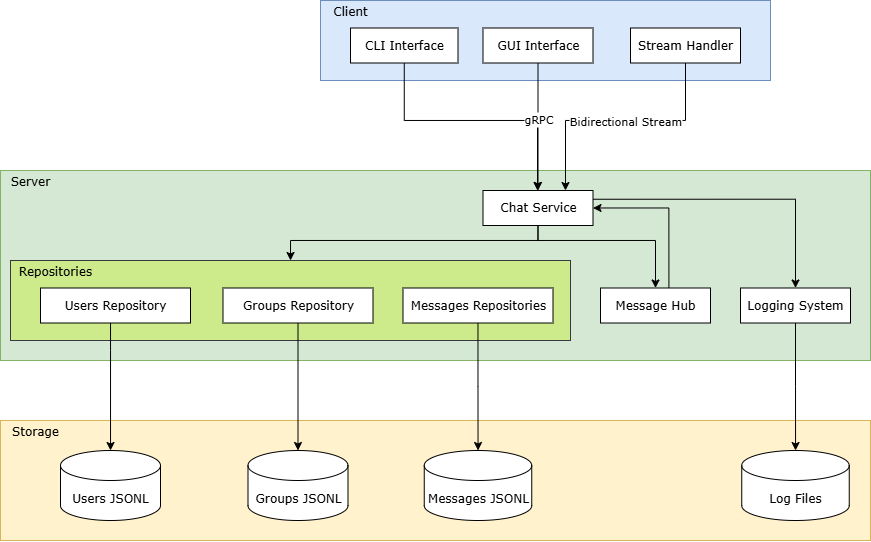 Client
CLI Interface
GUI Interface
Stream Handler
gRPC
Bidirectional Stream
Server
Chat Service
Repositories
Users Repository
Groups Repository
Messages Repositories
Message Hub
Logging System
Storage
Users JSONL
Groups JSONL
Messages JSONL
Log Files